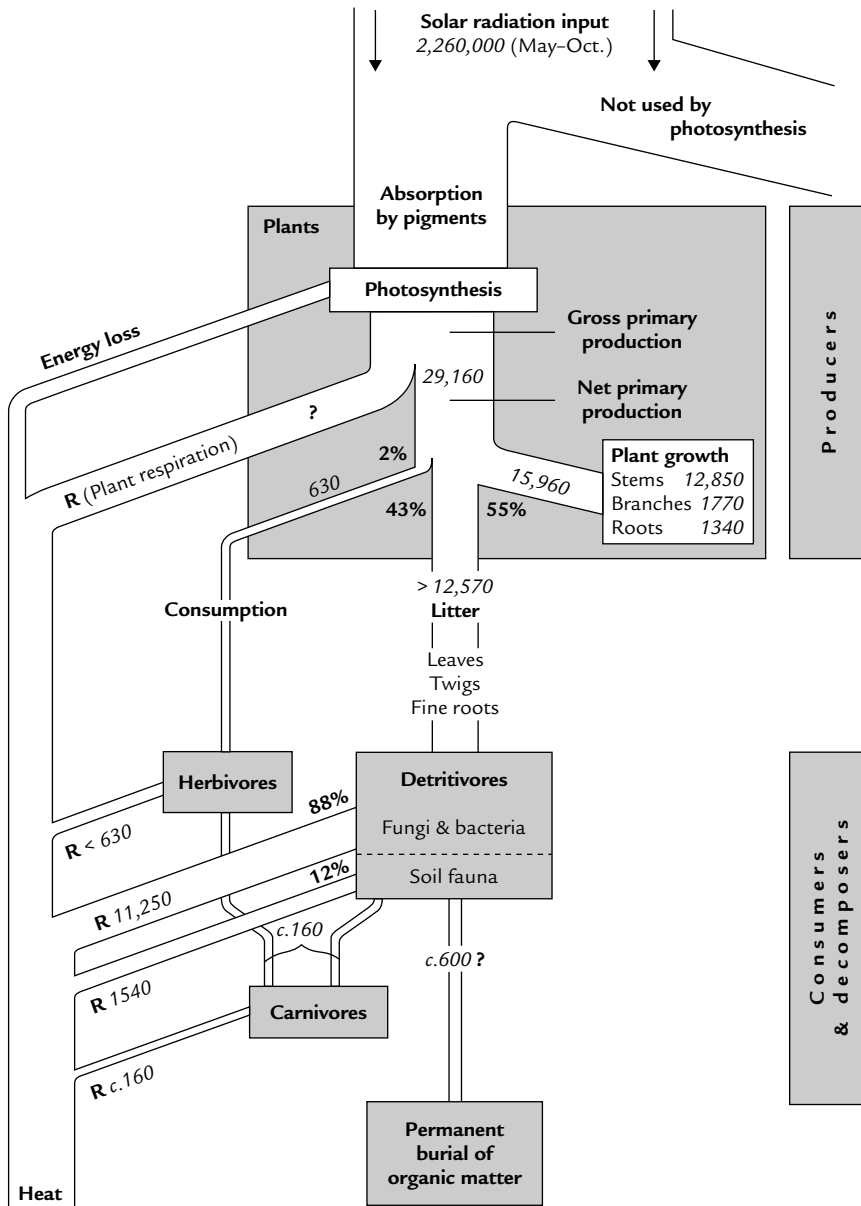 Solar radiation input
2,260,000 (May–Oct.)
Not used by
photosynthesis
Absorption
by pigments
Plants
Photosynthesis
Energy loss
Gross primary
production
29,160
Net primary
production
?
R (Plant respiration)
2%
630
43%
55%
15,960
Plant growth
Stems 12,850
Branches 1770
Roots 1340
Producers
> 12,570
Litter
Consumption
Leaves
Twigs
Fine roots
Herbivores
Detritivores
Fungi & bacteria
Soil fauna
88%
R < 630
12%
R 11,250
c.160
c.600 ?
R 1540
Carnivores
R c.160
Consumers
& decomposers
Permanent
burial of
organic matter
Heat